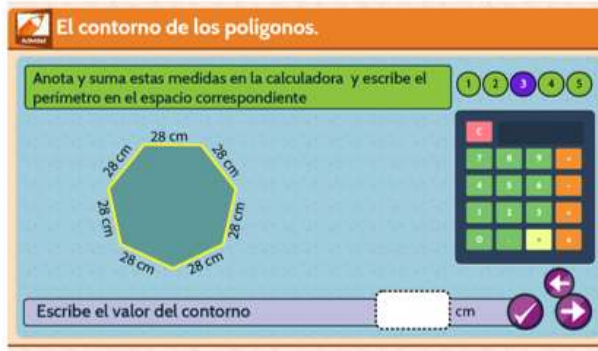 El contorno de los polígonos.
Actividad
Anota y suma estas medidas en la calculadora y escribe el
perímetro en el espacio correspondiente
1 2 3 4 5
28 cm
28 cm
28 cm
28 cm
28 cm
28 cm
28 cm
C
7 8 9
4 5 6
1 2 3
0
Escribe el valor del contorno
cm